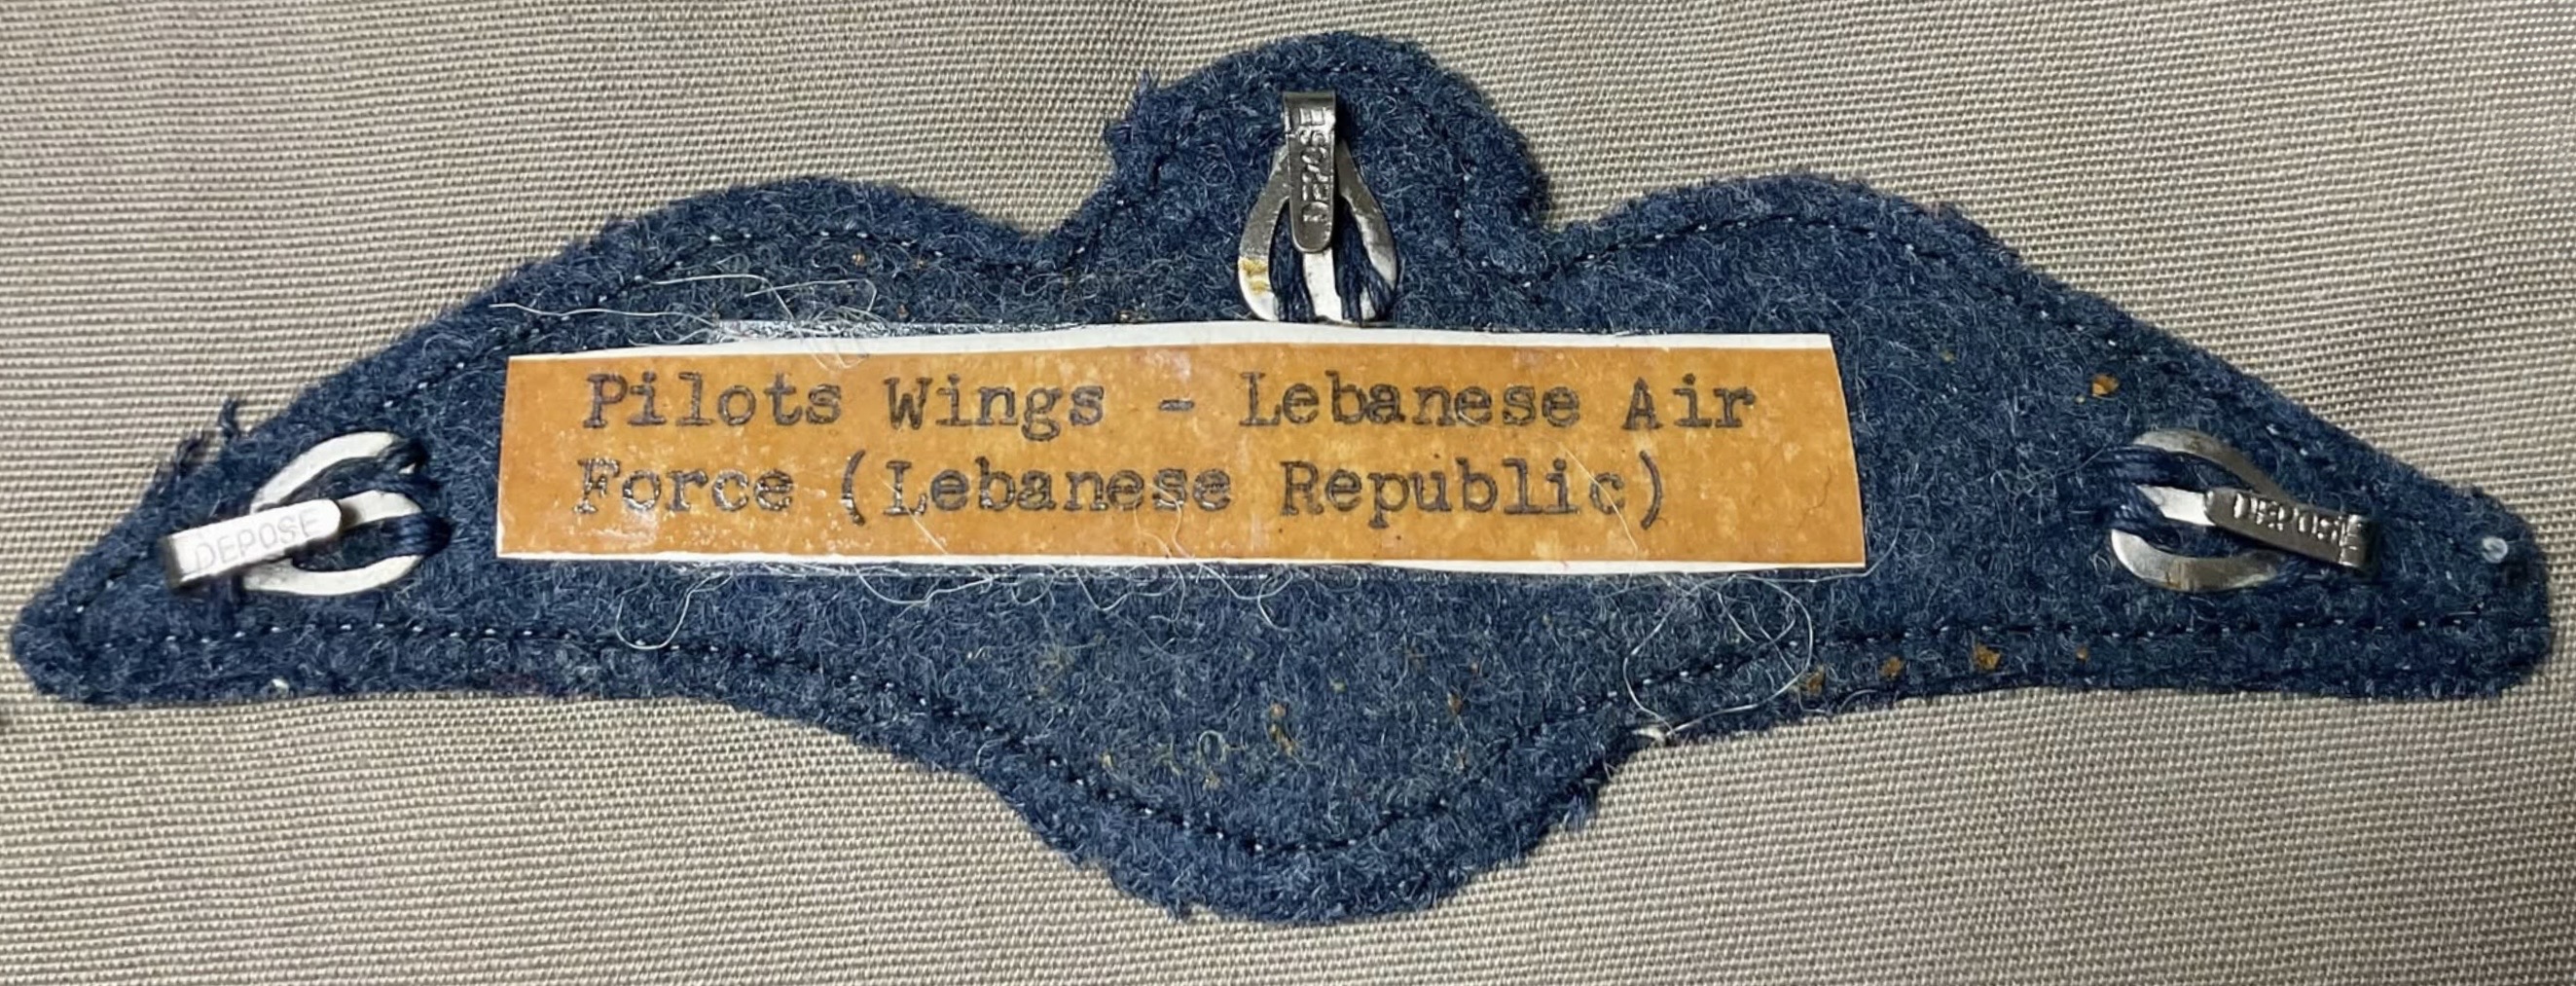 DEPOSE
Pilots Wings - Lebanese Air
Force (Lebanese Republic)
DEPOSE
DEPOSE